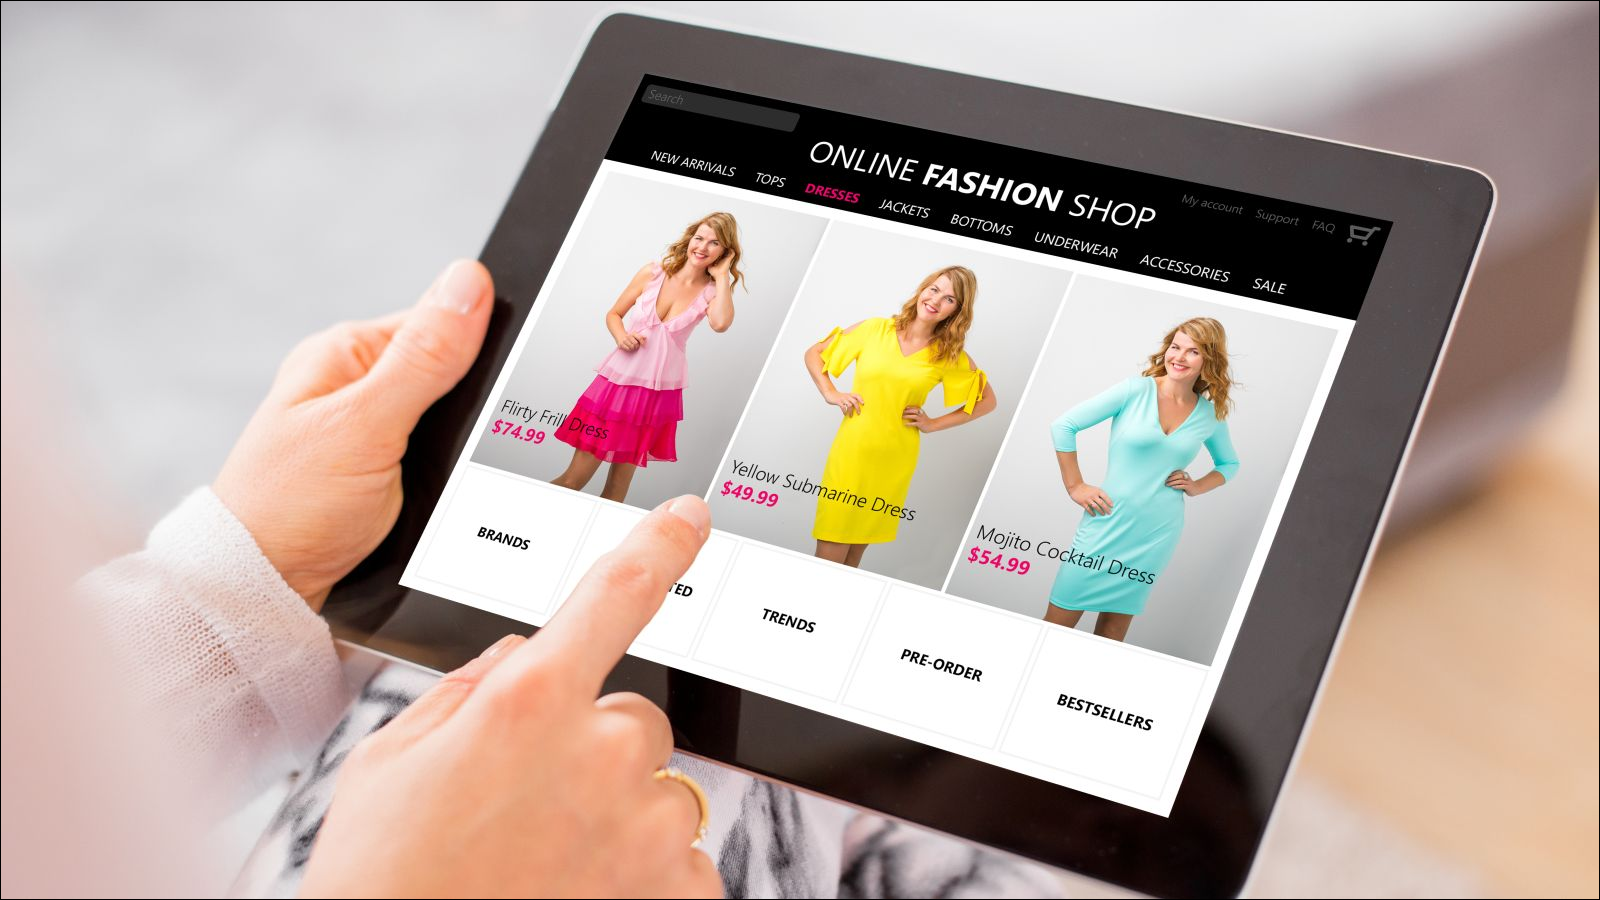 Search
ONLINE FASHION SHOP
My account Support FAQ
NEW ARRIVALS TOPS DRESSES JACKETS BOTTOMS UNDERWEAR ACCESSORIES SALE
Flirty Frill Dress
$74.99
Yellow Submarine Dress
$49.99
Mojito Cocktail Dress
$54.99
BRANDS
TED
TRENDS
PRE-ORDER
BESTSELLERS